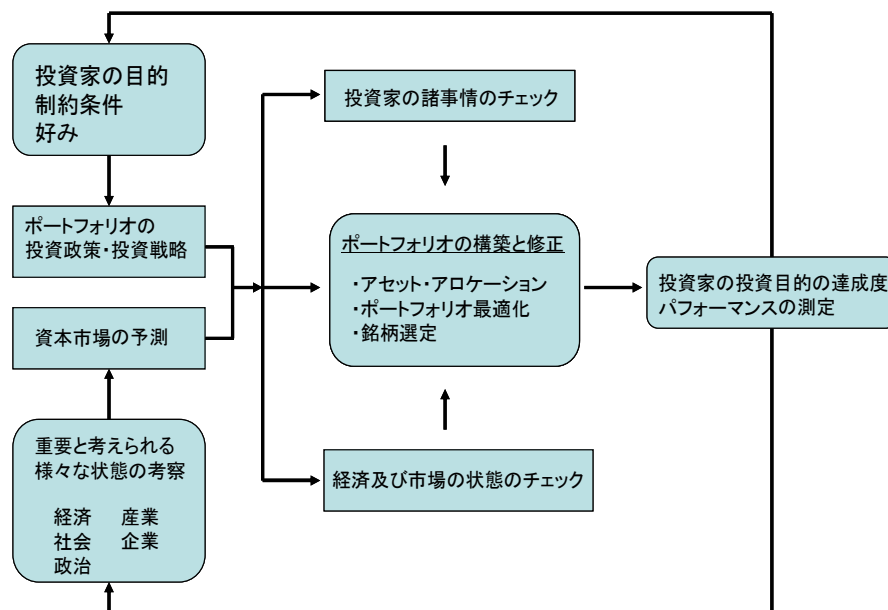 投資家の目的
制約条件
好み
ポートフォリオの
投資政策・投資戦略
資本市場の予測
重要と考えられる
様々な状態の考察
経済 産業
社会 企業
政治
投資家の諸事情のチェック
ポートフォリオの構築と修正
・アセット・アロケーション
・ポートフォリオ最適化
・銘柄選定
経済及び市場の状態のチェック
投資家の投資目的の達成度
パフォーマンスの測定